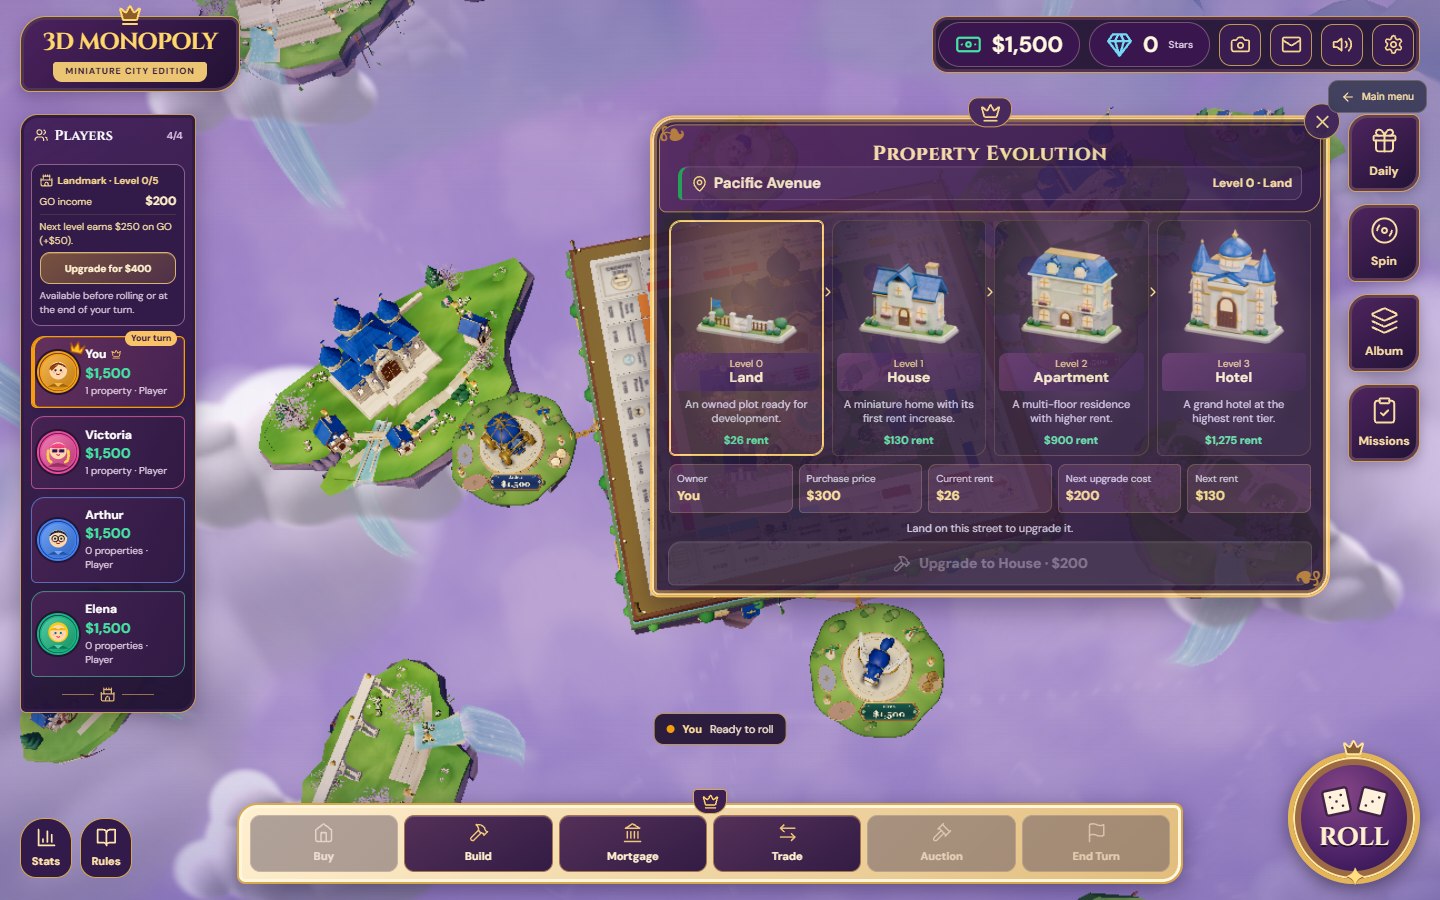 3D MONOPOLY
MINIATURE CITY EDITION
$1,500
0 Stars
Main menu
PLAYERS 4/4
Landmark · Level 0/5
GO income $200
Next level earns $250 on GO
(+$50).
Upgrade for $400
Available before rolling or at
the end of your turn.
Your turn
You
$1,500
1 property · Player
Victoria
$1,500
1 property · Player
Arthur
$1,500
0 properties ·
Player
Elena
$1,500
0 properties ·
Player
PROPERTY EVOLUTION
Pacific Avenue Level 0 · Land
Level 0
Land
An owned plot ready for
development.
$26 rent
Level 1
House
A miniature home with its
first rent increase.
$130 rent
Level 2
Apartment
A multi-floor residence
with higher rent.
$900 rent
Level 3
Hotel
A grand hotel at the
highest rent tier.
$1,275 rent
Owner
You
Purchase price
$300
Current rent
$26
Next upgrade cost
$200
Next rent
$130
Land on this street to upgrade it.
Upgrade to House · $200
Daily
Spin
Album
Missions
$1,500
$1,500
You Ready to roll
Stats
Rules
Buy
Build
Mortgage
Trade
Auction
End Turn
ROLL